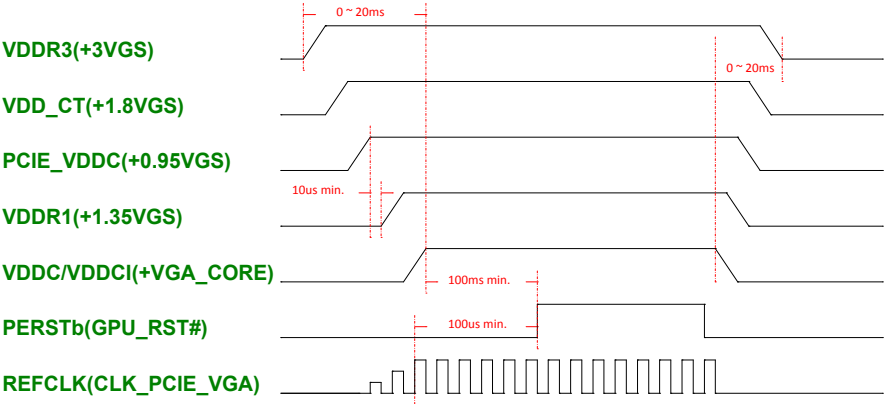 0 ~ 20ms
VDDR3(+3VGS)
0 ~ 20ms
VDD_CT(+1.8VGS)
PCIE_VDDC(+0.95VGS)
10us min.
VDDR1(+1.35VGS)
VDDC/VDDCI(+VGA_CORE)
100ms min.
PERSTb(GPU_RST#)
100us min.
REFCLK(CLK_PCIE_VGA)